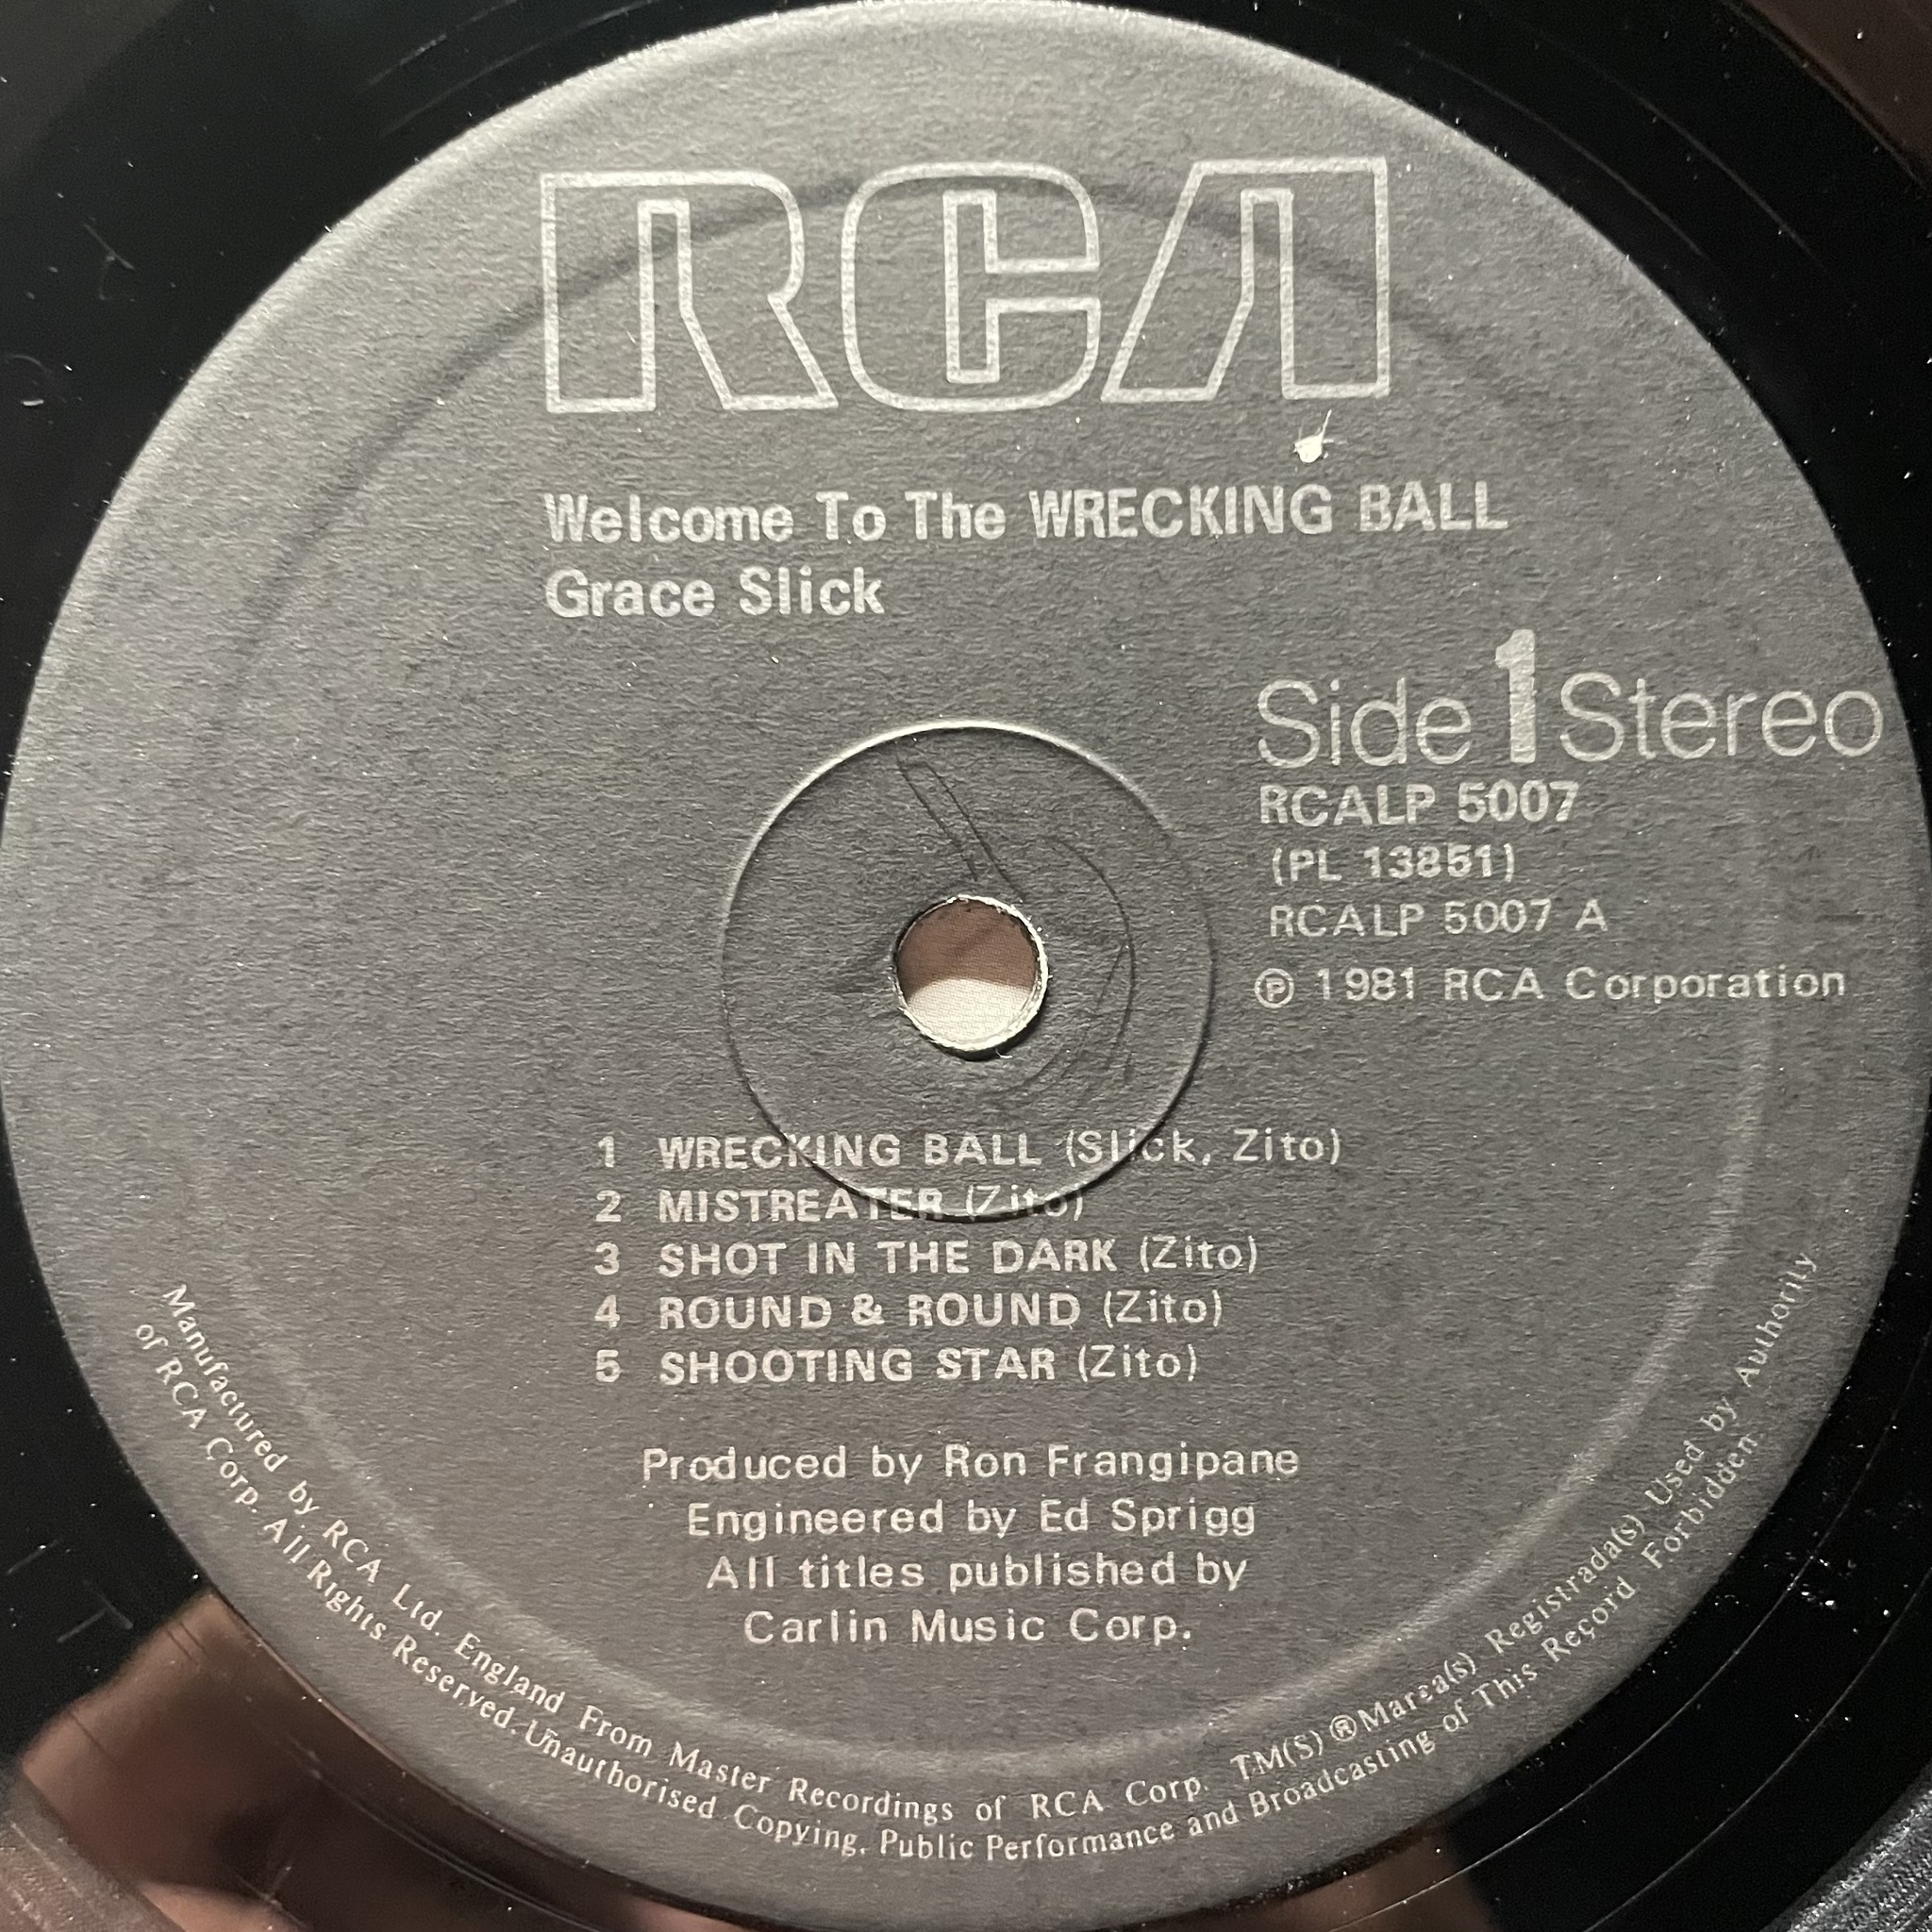 RCA
Welcome To The WRECKING BALL
Grace Slick
Side 1 Stereo
RCALP 5007
(PL 13851)
RCALP 5007 A
℗ 1981 RCA Corporation
1 WRECKING BALL (Slick, Zito)
2 MISTREATER (Zito)
3 SHOT IN THE DARK (Zito)
4 ROUND & ROUND (Zito)
5 SHOOTING STAR (Zito)
Produced by Ron Frangipane
Engineered by Ed Sprigg
All titles published by
Carlin Music Corp.
Manufactured by RCA Ltd. England From Master Recordings of RCA Corp. TM(S) ®Marca(s) Registrada(s) Used by Authority
of RCA Corp. All Rights Reserved. Unauthorised Copying, Public Performance and Broadcasting of This Record Forbidden.